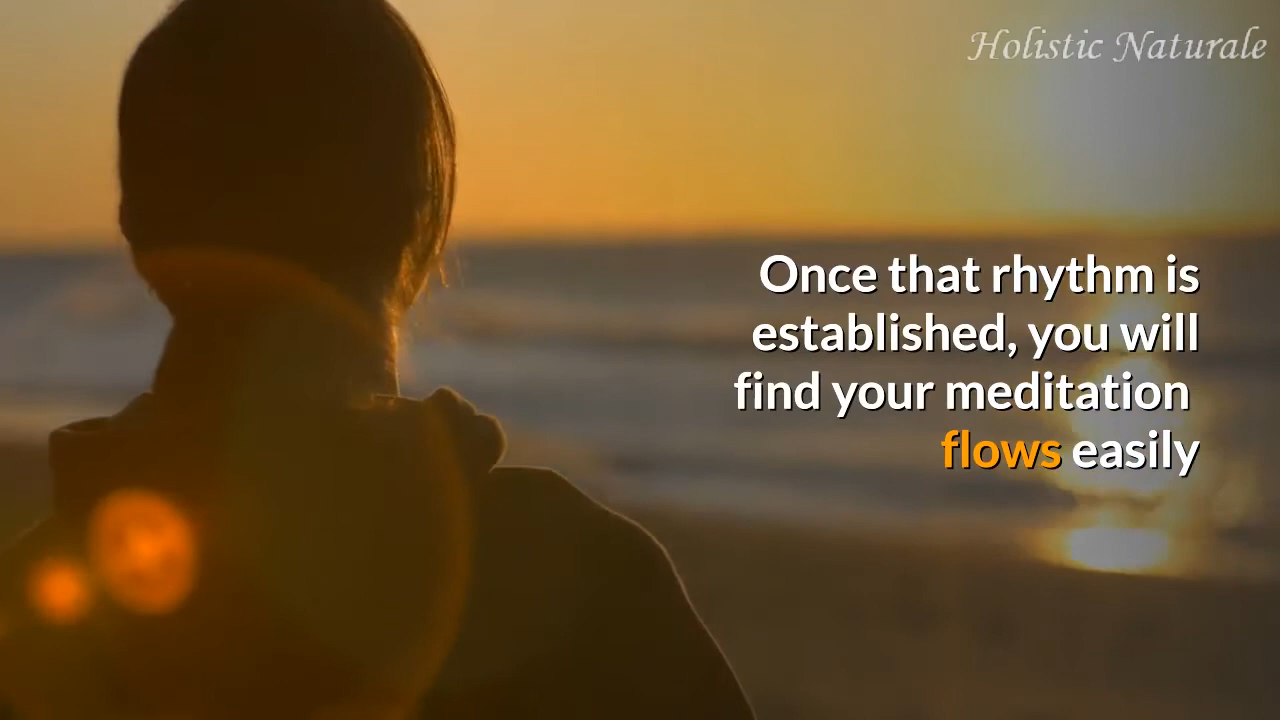 Holistic Naturale
Once that rhythm is
established, you will
find your meditation
flows easily